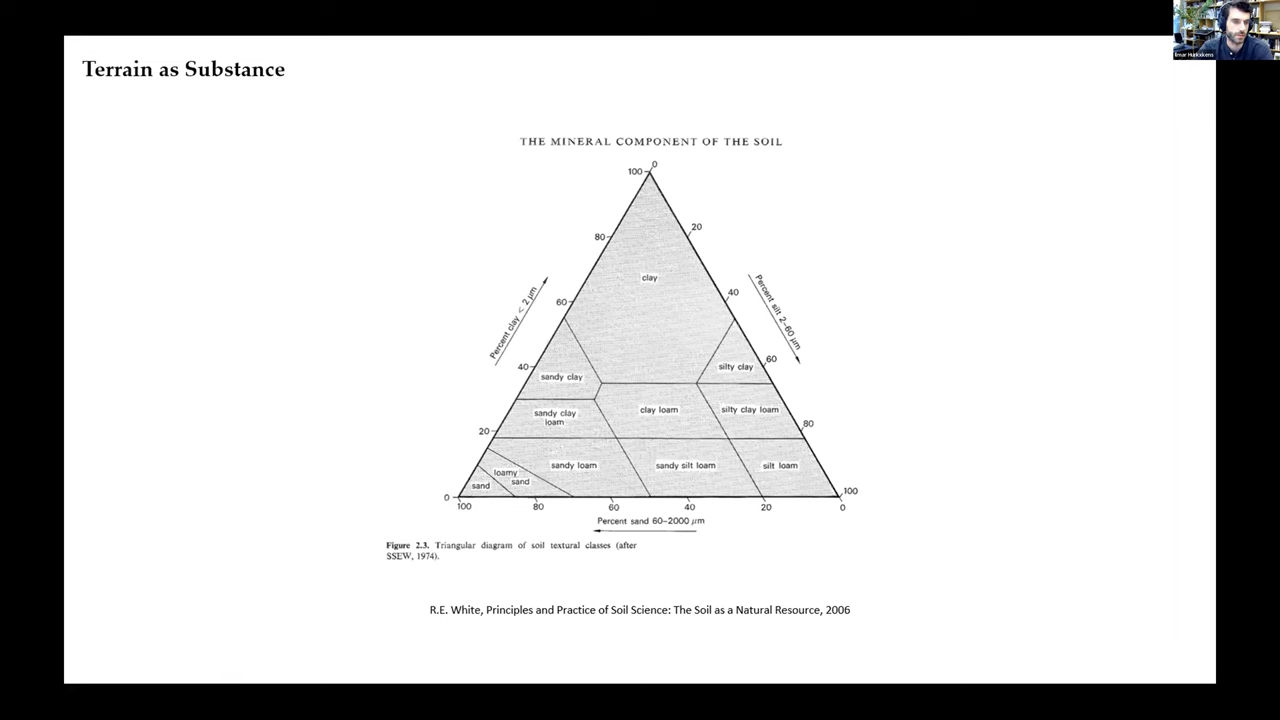 Terrain as Substance
THE MINERAL COMPONENT OF THE SOIL
100
0
80
20
clay
60
40
Percent clay < 2 μm
Percent silt 2–60 μm
40
60
sandy clay
silty clay
sandy clay
loam
clay loam
silty clay loam
20
80
sandy loam
sandy silt loam
silt loam
loamy
sand
sand
0
100
100
80
60
40
20
0
Percent sand 60–2000 μm
Figure 2.3. Triangular diagram of soil textural classes (after
SSEW, 1974).
R.E. White, Principles and Practice of Soil Science: The Soil as a Natural Resource, 2006